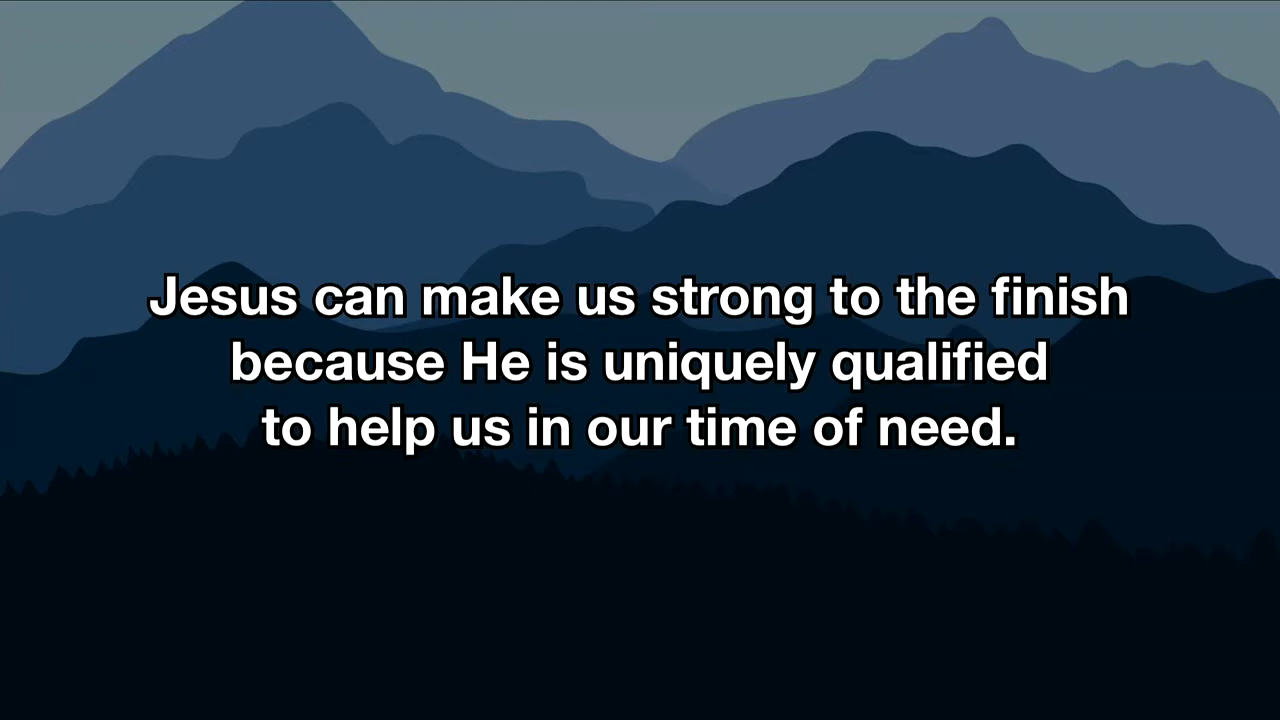 Jesus can make us strong to the finish
because He is uniquely qualified
to help us in our time of need.